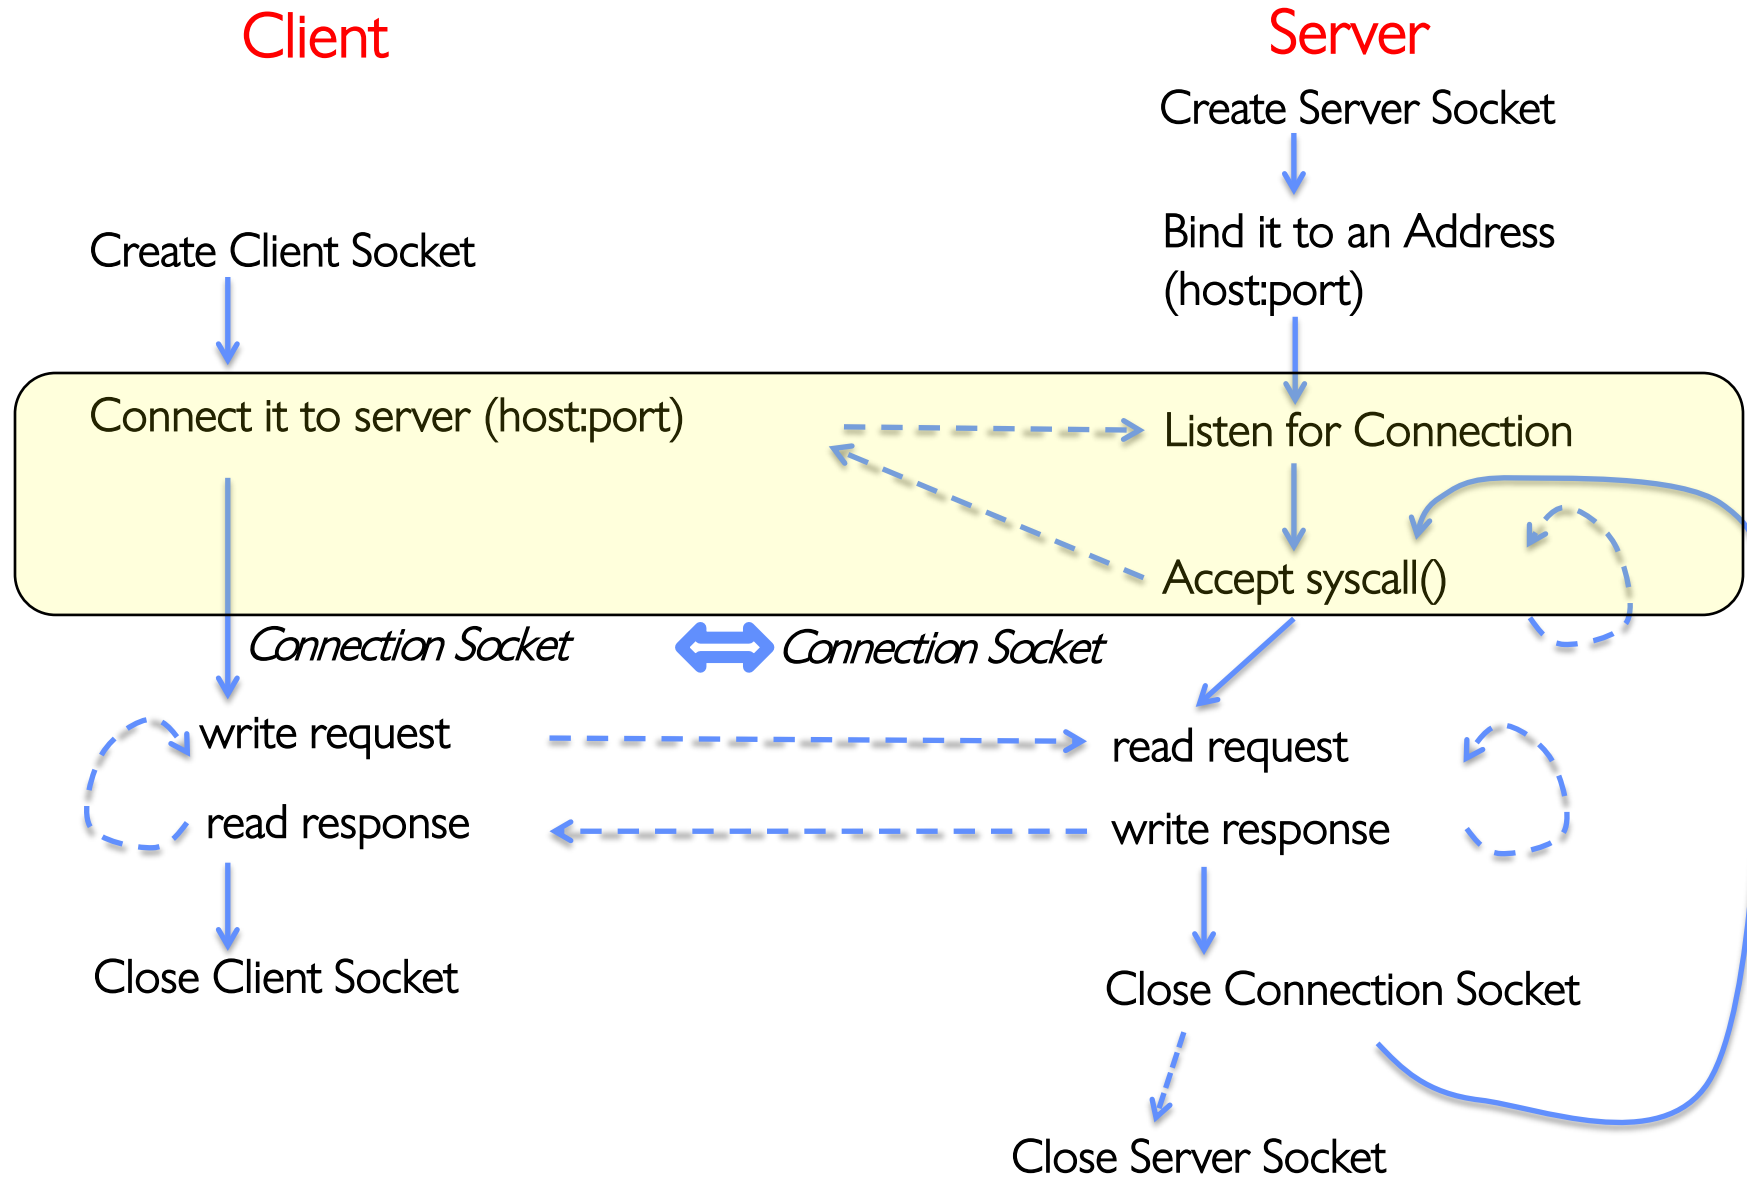 Client
Server
Create Server Socket
Create Client Socket
Bind it to an Address
(host:port)
Connect it to server (host:port)
Listen for Connection
Accept syscall()
Connection Socket
Connection Socket
write request
read request
read response
write response
Close Client Socket
Close Connection Socket
Close Server Socket